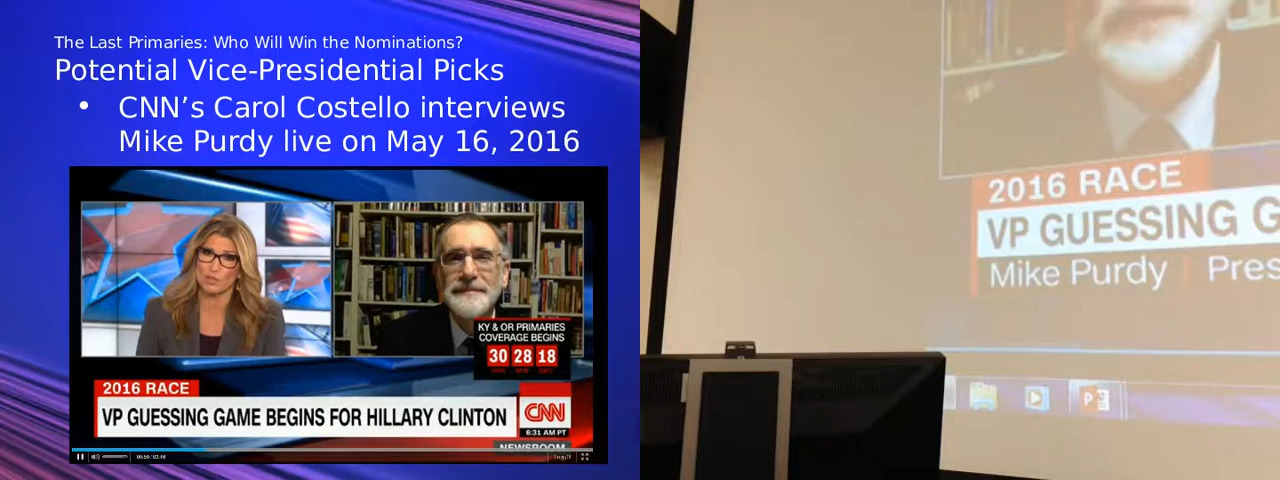 The Last Primaries: Who Will Win the Nominations?
Potential Vice-Presidential Picks
• CNN’s Carol Costello interviews
Mike Purdy live on May 16, 2016
KY & OR PRIMARIES
COVERAGE BEGINS
30 28 18
2016 RACE
VP GUESSING GAME BEGINS FOR HILLARY CLINTON
CNN
6:31 AM PT
NEWSROOM
2016 RACE
VP GUESSING G
Mike Purdy Pres